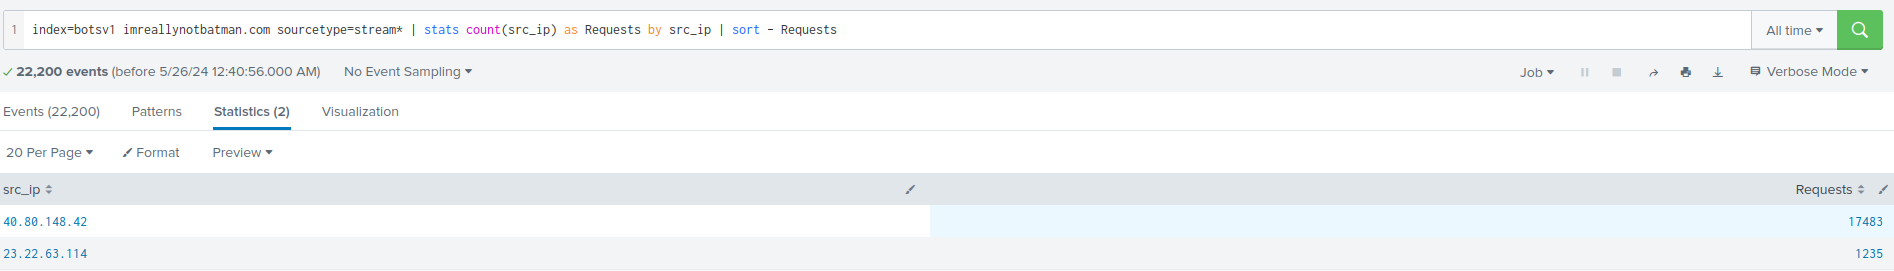 1 index=botsv1 imreallynotbatman.com sourcetype=stream* | stats count(src_ip) as Requests by src_ip | sort - Requests All time
22,200 events (before 5/26/24 12:40:56.000 AM) No Event Sampling Job Verbose Mode
Events (22,200) Patterns Statistics (2) Visualization
20 Per Page Format Preview
src_ip Requests
40.80.148.42 17483
23.22.63.114 1235